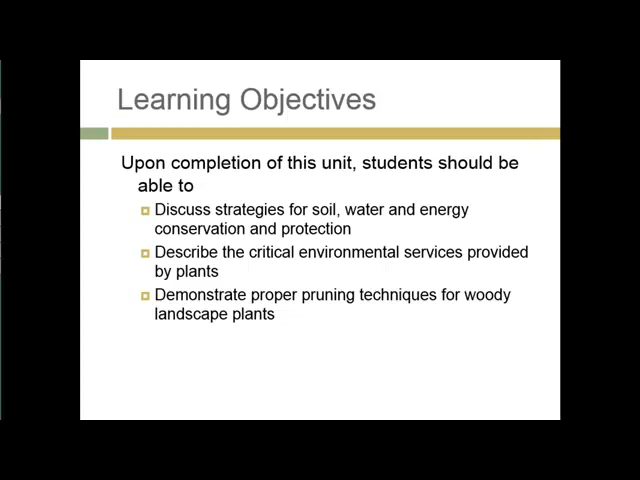 Learning Objectives
Upon completion of this unit, students should be
able to
Discuss strategies for soil, water and energy
conservation and protection
Describe the critical environmental services provided
by plants
Demonstrate proper pruning techniques for woody
landscape plants